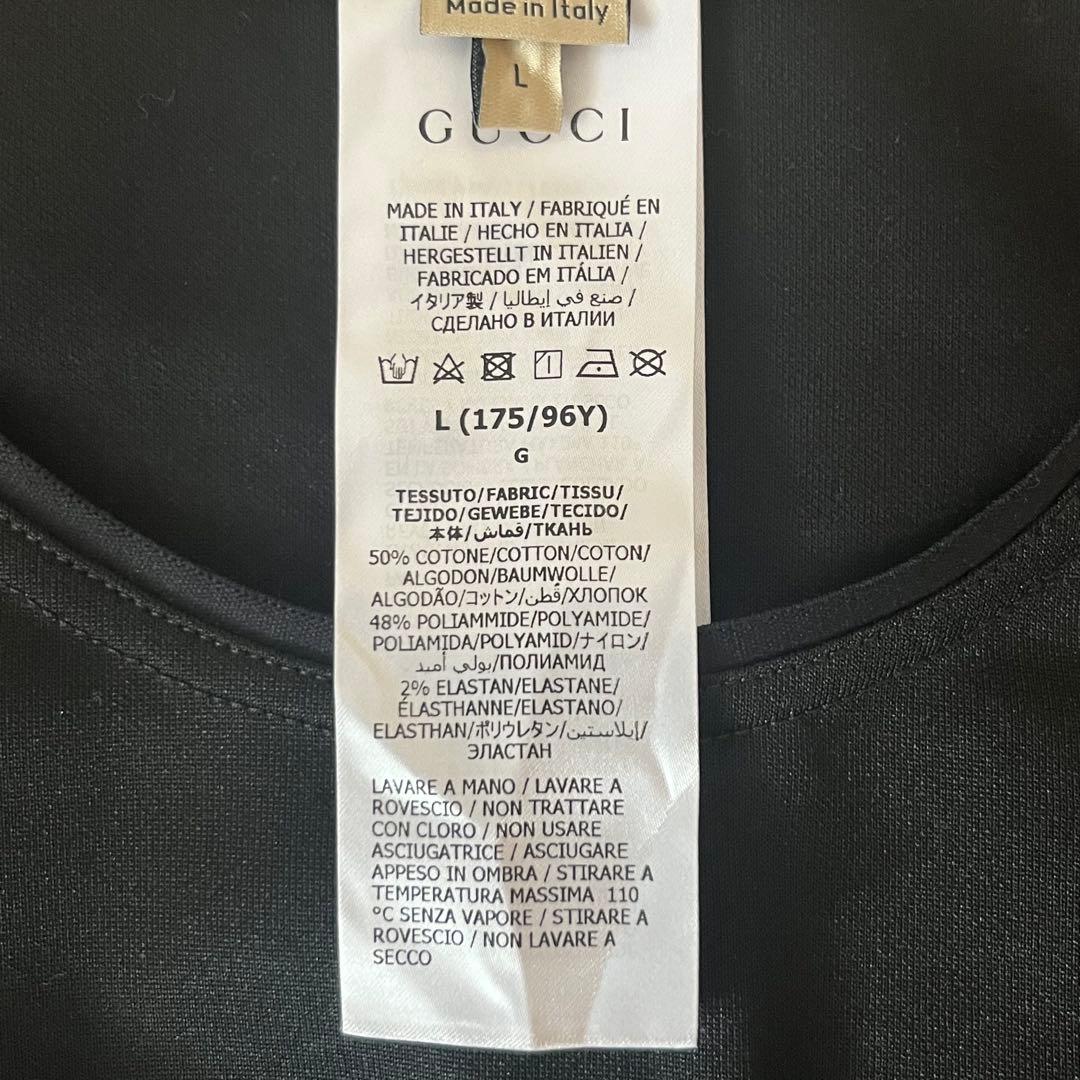 Made in Italy
L
GUCCI
MADE IN ITALY / FABRIQUÉ EN
ITALIE / HECHO EN ITALIA /
HERGESTELLT IN ITALIEN /
FABRICADO EM ITÁLIA /
イタリア製 / صنع في إيطاليا /
СДЕЛАНО В ИТАЛИИ
L (175/96Y)
G
TESSUTO/FABRIC/TISSU/
TEJIDO/GEWEBE/TECIDO/
本体/قماش/ТКАНЬ
50% COTONE/COTTON/COTON/
ALGODON/BAUMWOLLE/
ALGODÃO/コットン/قُطن/ХЛОПОК
48% POLIAMMIDE/POLYAMIDE/
POLIAMIDA/POLYAMID/ナイロン/
بولي أميد/ПОЛИАМИД
2% ELASTAN/ELASTANE/
ÉLASTHANNE/ELASTANO/
ELASTHAN/ポリウレタン/إيلاستين/
ЭЛАСТАН
LAVARE A MANO / LAVARE A
ROVESCIO / NON TRATTARE
CON CLORO / NON USARE
ASCIUGATRICE / ASCIUGARE
APPESO IN OMBRA / STIRARE A
TEMPERATURA MASSIMA 110
°C SENZA VAPORE / STIRARE A
ROVESCIO / NON LAVARE A
SECCO